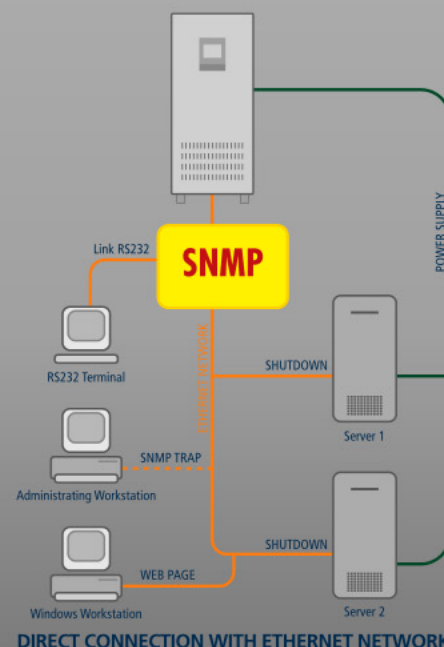 POWER SUPPLY
Link RS232
SNMP
RS232 Terminal
ETHERNET NETWORK
SHUTDOWN
Server 1
SNMP TRAP
Administrating Workstation
SHUTDOWN
WEB PAGE
Server 2
Windows Workstation
DIRECT CONNECTION WITH ETHERNET NETWORK